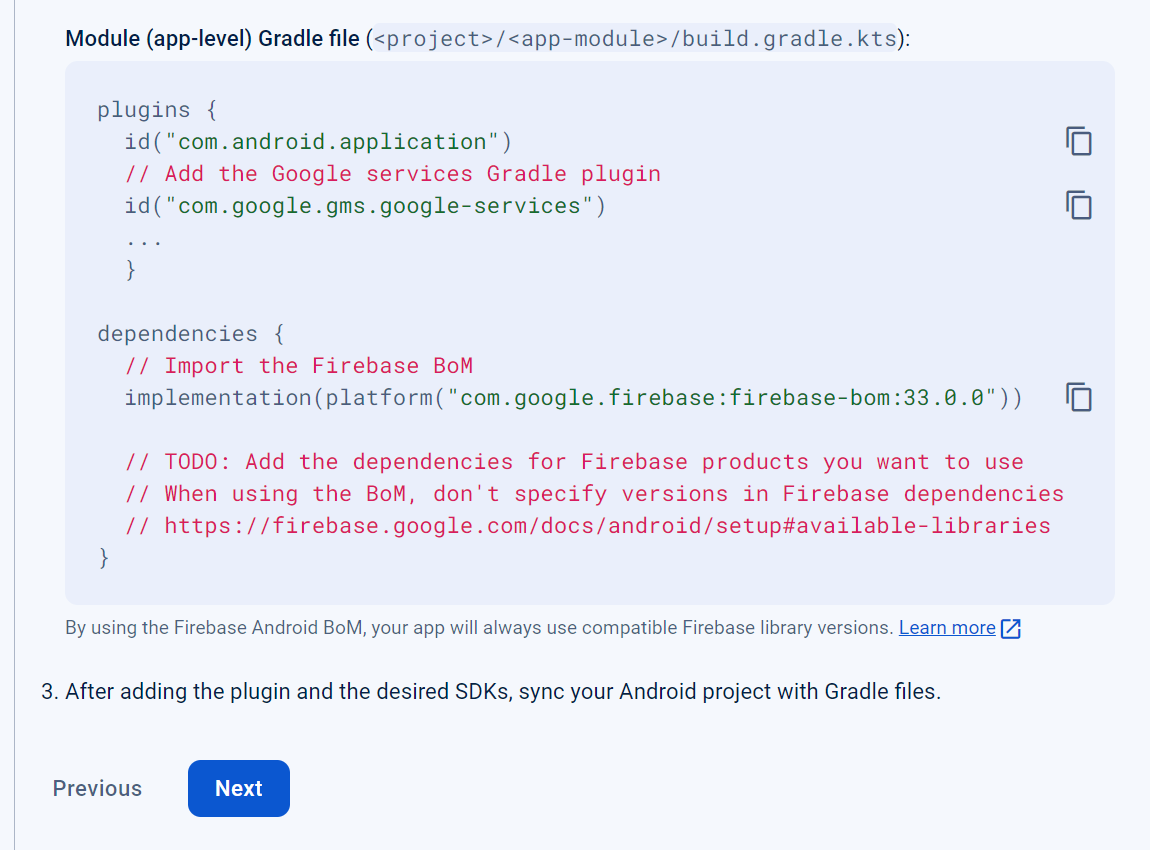 Module (app-level) Gradle file (<project>/<app-module>/build.gradle.kts):
plugins {
  id("com.android.application")
  // Add the Google services Gradle plugin
  id("com.google.gms.google-services")
  ...
  }
dependencies {
  // Import the Firebase BoM
  implementation(platform("com.google.firebase:firebase-bom:33.0.0"))
  // TODO: Add the dependencies for Firebase products you want to use
  // When using the BoM, don't specify versions in Firebase dependencies
  // https://firebase.google.com/docs/android/setup#available-libraries
}
By using the Firebase Android BoM, your app will always use compatible Firebase library versions. Learn more
3. After adding the plugin and the desired SDKs, sync your Android project with Gradle files.
Previous Next